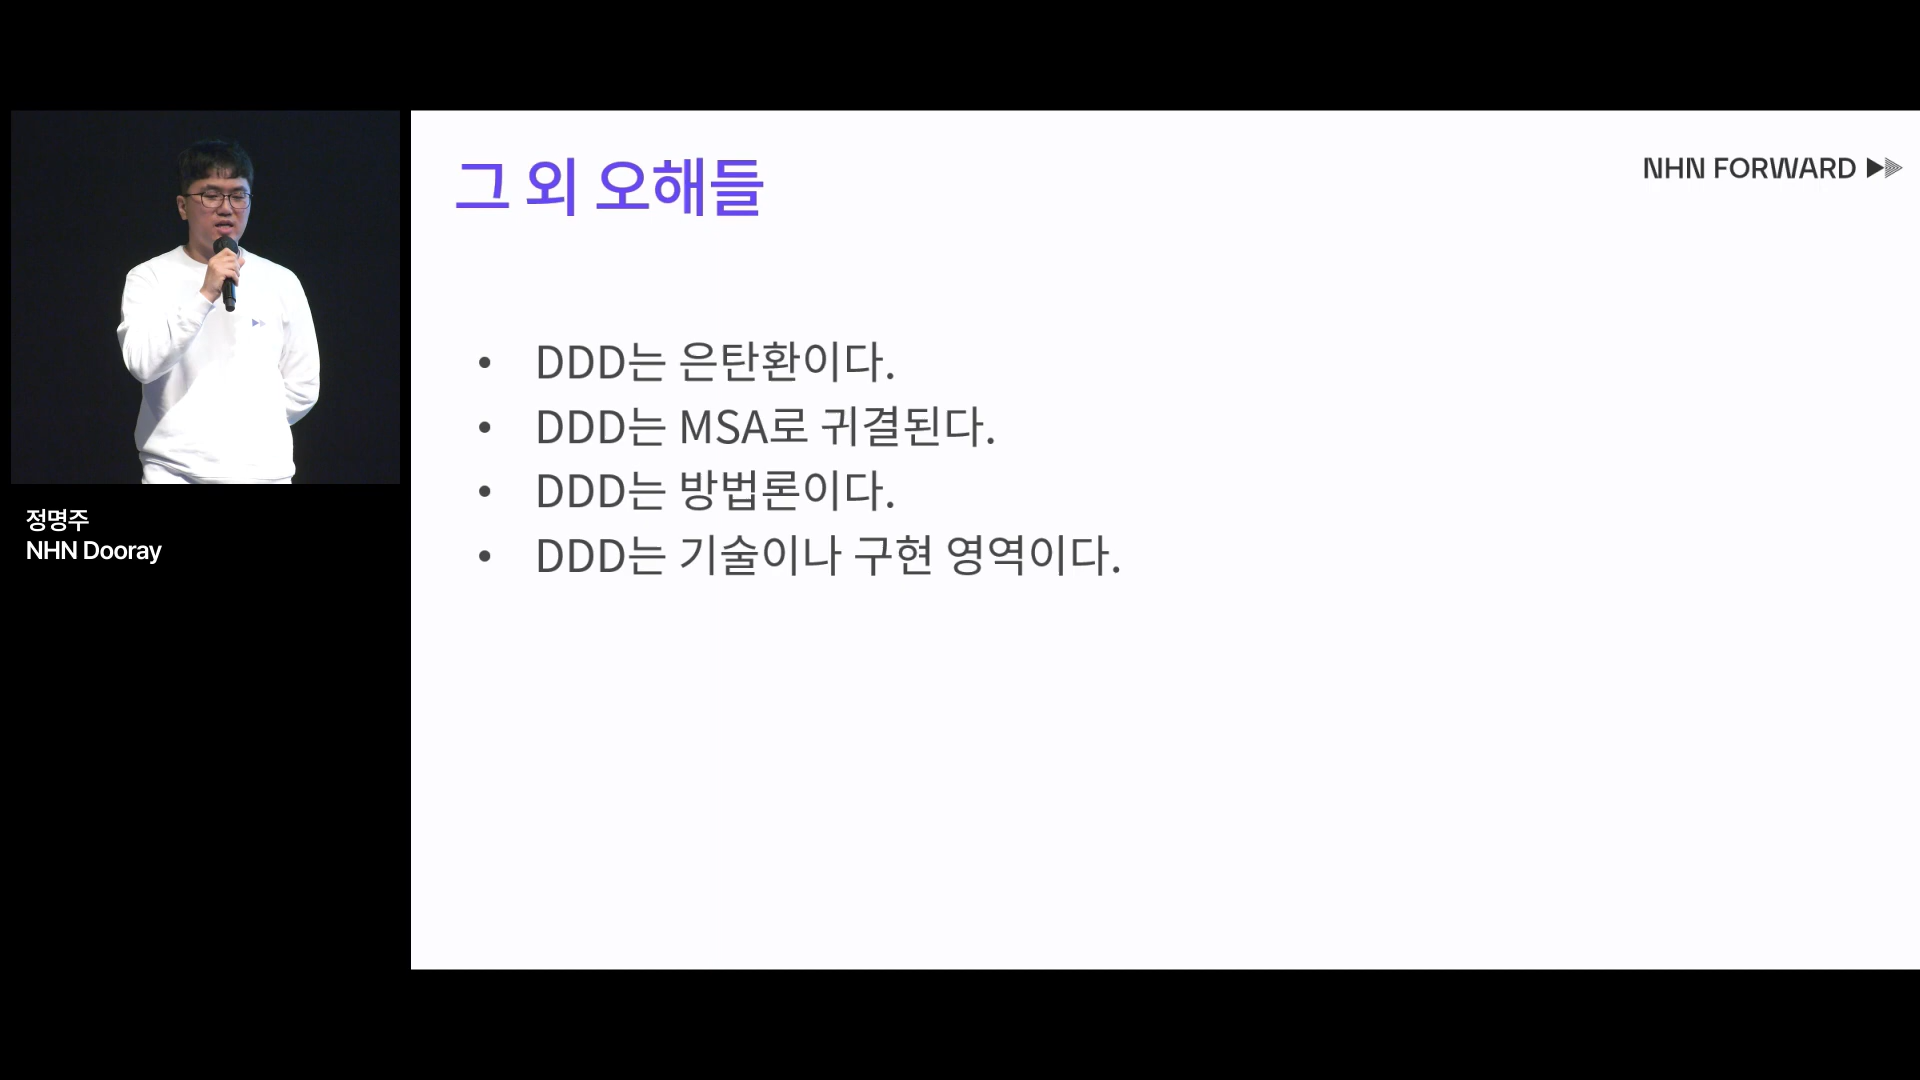 그 외 오해들
NHN FORWARD
• DDD는 은탄환이다.
• DDD는 MSA로 귀결된다.
• DDD는 방법론이다.
• DDD는 기술이나 구현 영역이다.
정명주
NHN Dooray